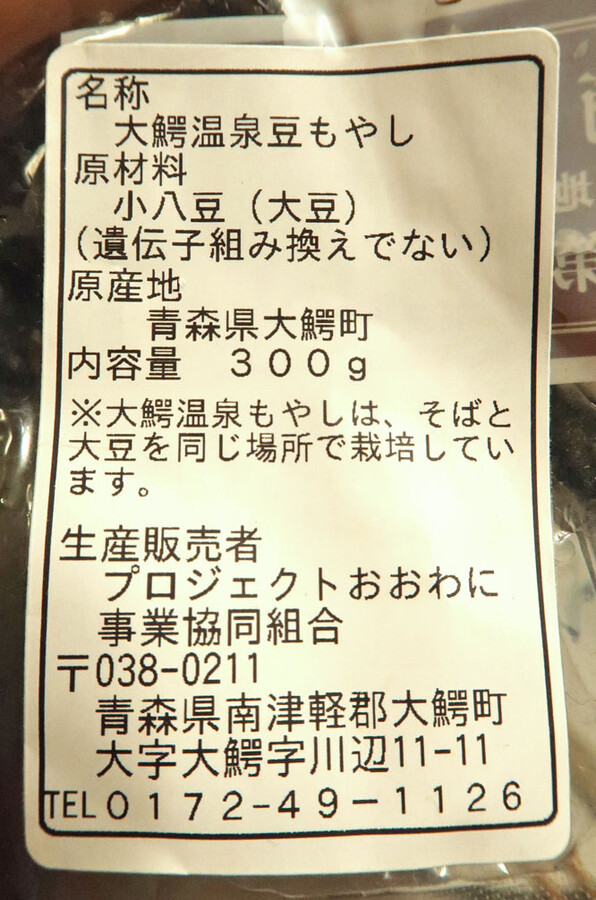 名称
大鰐温泉豆もやし
原材料
小八豆（大豆）
（遺伝子組み換えでない）
原産地
青森県大鰐町
内容量　３００ｇ
※大鰐温泉もやしは、そばと
大豆を同じ場所で栽培してい
ます。
生産販売者
プロジェクトおおわに
事業協同組合
〒038-0211
青森県南津軽郡大鰐町
大字大鰐字川辺11-11
TEL０１７２-４９－１１２６